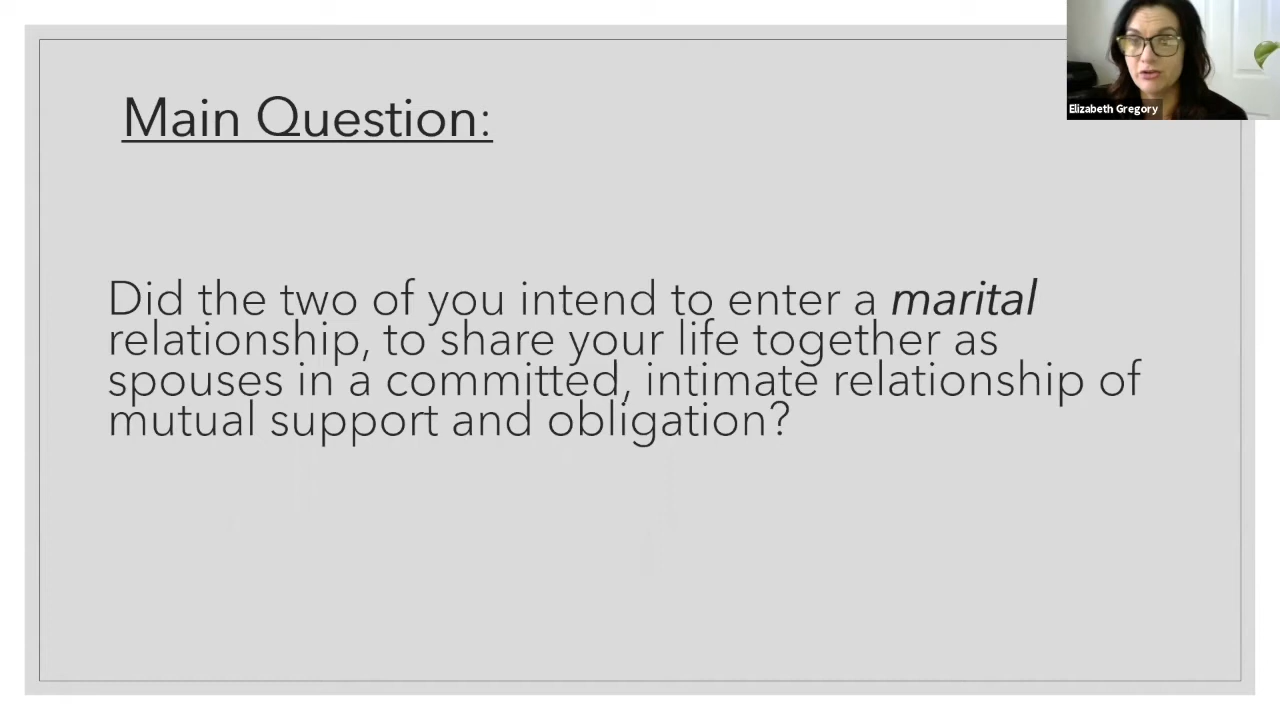 Elizabeth Gregory
Main Question:
Did the two of you intend to enter a marital
relationship, to share your life together as
spouses in a committed, intimate relationship of
mutual support and obligation?